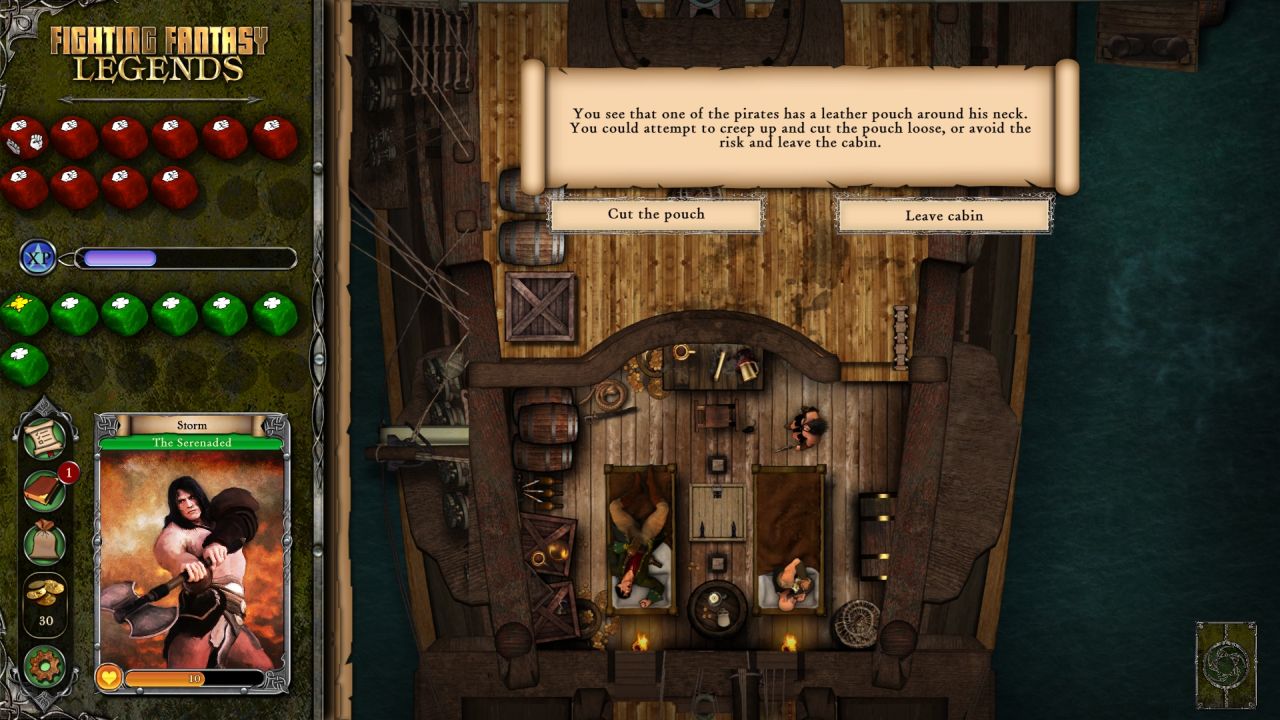 FIGHTING FANTASY
LEGENDS
You see that one of the pirates has a leather pouch around his neck.
You could attempt to creep up and cut the pouch loose, or avoid the
risk and leave the cabin.
Cut the pouch
Leave cabin
XP
Storm
The Serenaded
1
30
10